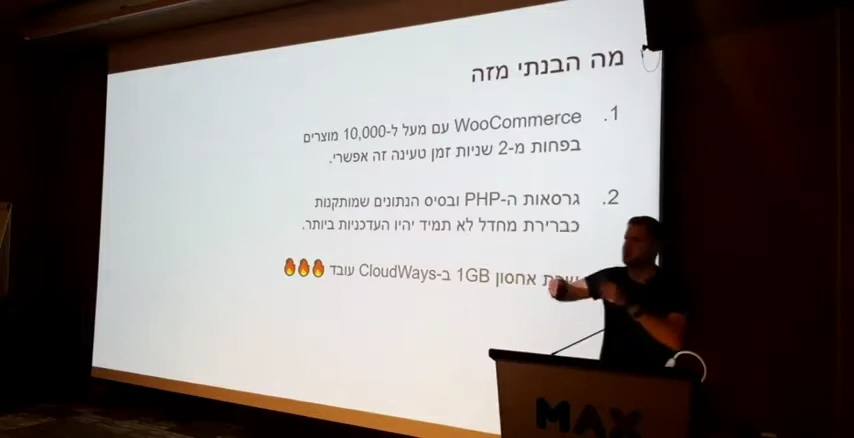 מה הבנתי מזה
1. WooCommerce עם מעל ל-10,000 מוצרים
בפחות מ-2 שניות זמן טעינה זה אפשרי.
2. גרסאות ה-PHP ובסיס הנתונים שמותקנות
כברירת מחדל לא תמיד יהיו העדכניות ביותר.
אחסון 1GB ב-CloudWays עובד 🔥🔥🔥
MAX